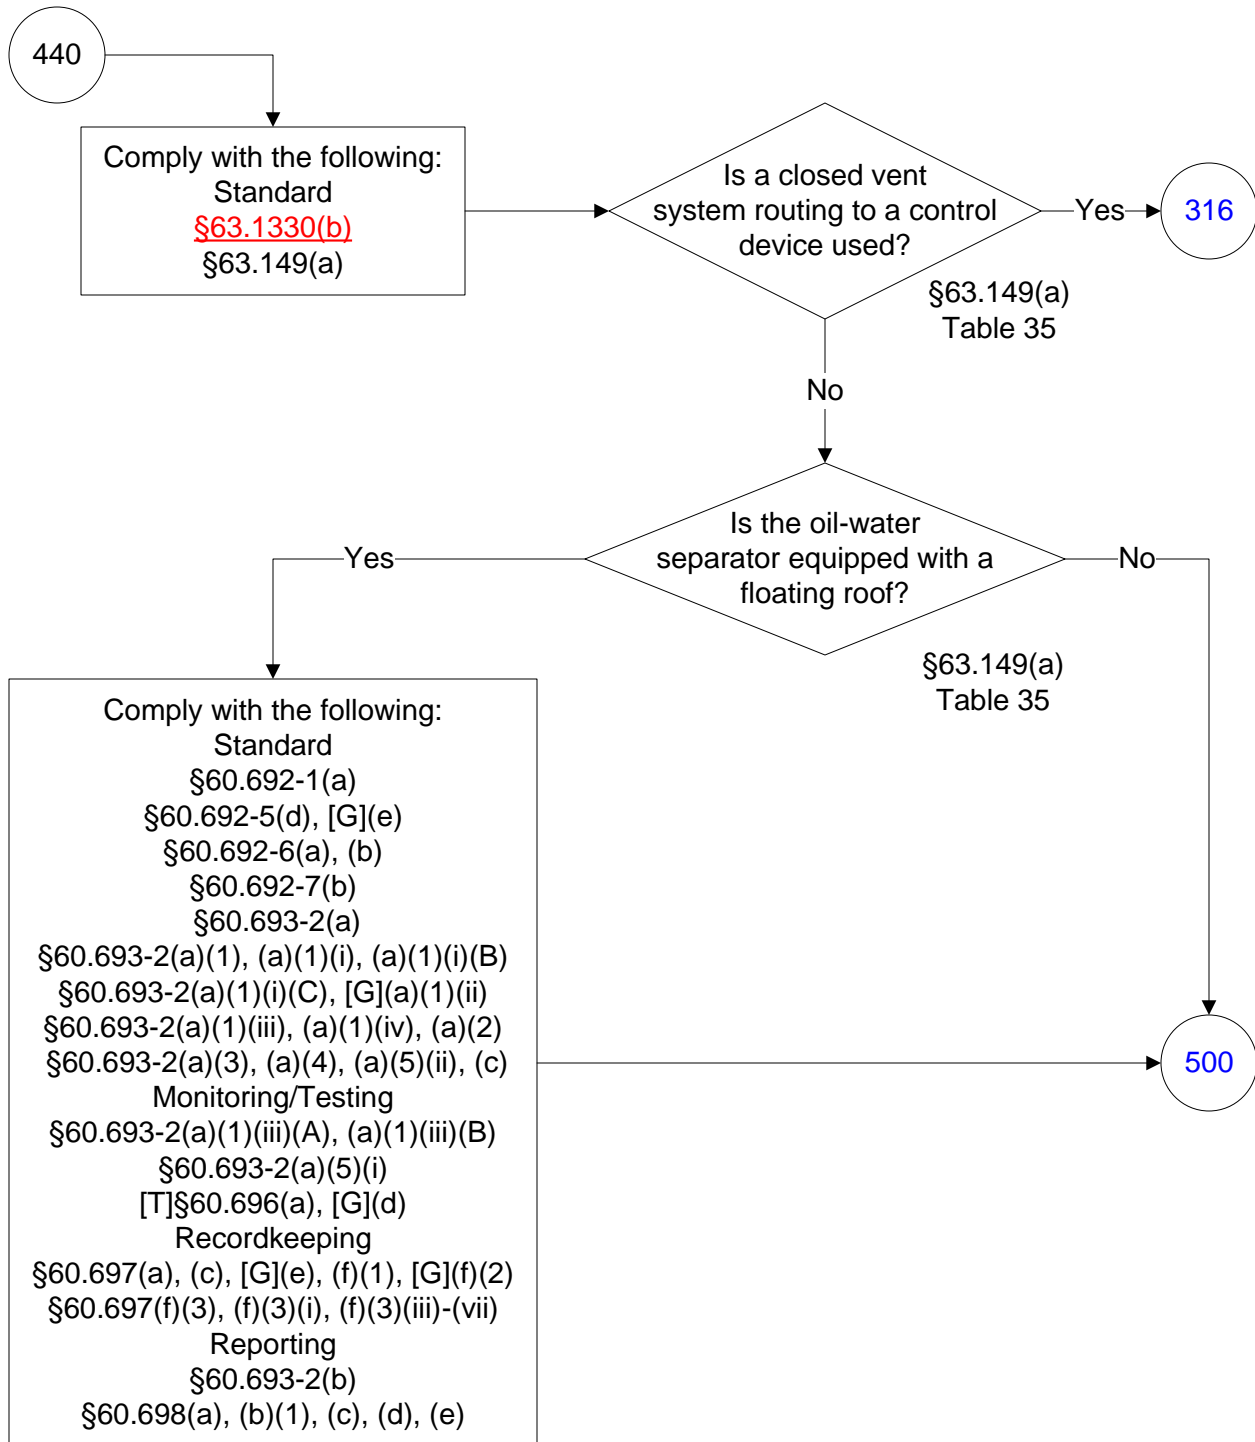 440
Comply with the following:
Standard
§63.1330(b)
§63.149(a)
Is a closed vent
system routing to a control
device used?
Yes
316
§63.149(a)
Table 35
No
Is the oil-water
separator equipped with a
floating roof?
Yes
No
§63.149(a)
Table 35
Comply with the following:
Standard
§60.692-1(a)
§60.692-5(d), [G](e)
§60.692-6(a), (b)
§60.692-7(b)
§60.693-2(a)
§60.693-2(a)(1), (a)(1)(i), (a)(1)(i)(B)
§60.693-2(a)(1)(i)(C), [G](a)(1)(ii)
§60.693-2(a)(1)(iii), (a)(1)(iv), (a)(2)
§60.693-2(a)(3), (a)(4), (a)(5)(ii), (c)
Monitoring/Testing
§60.693-2(a)(1)(iii)(A), (a)(1)(iii)(B)
§60.693-2(a)(5)(i)
[T]§60.696(a), [G](d)
Recordkeeping
§60.697(a), (c), [G](e), (f)(1), [G](f)(2)
§60.697(f)(3), (f)(3)(i), (f)(3)(iii)-(vii)
Reporting
§60.693-2(b)
§60.698(a), (b)(1), (c), (d), (e)
500